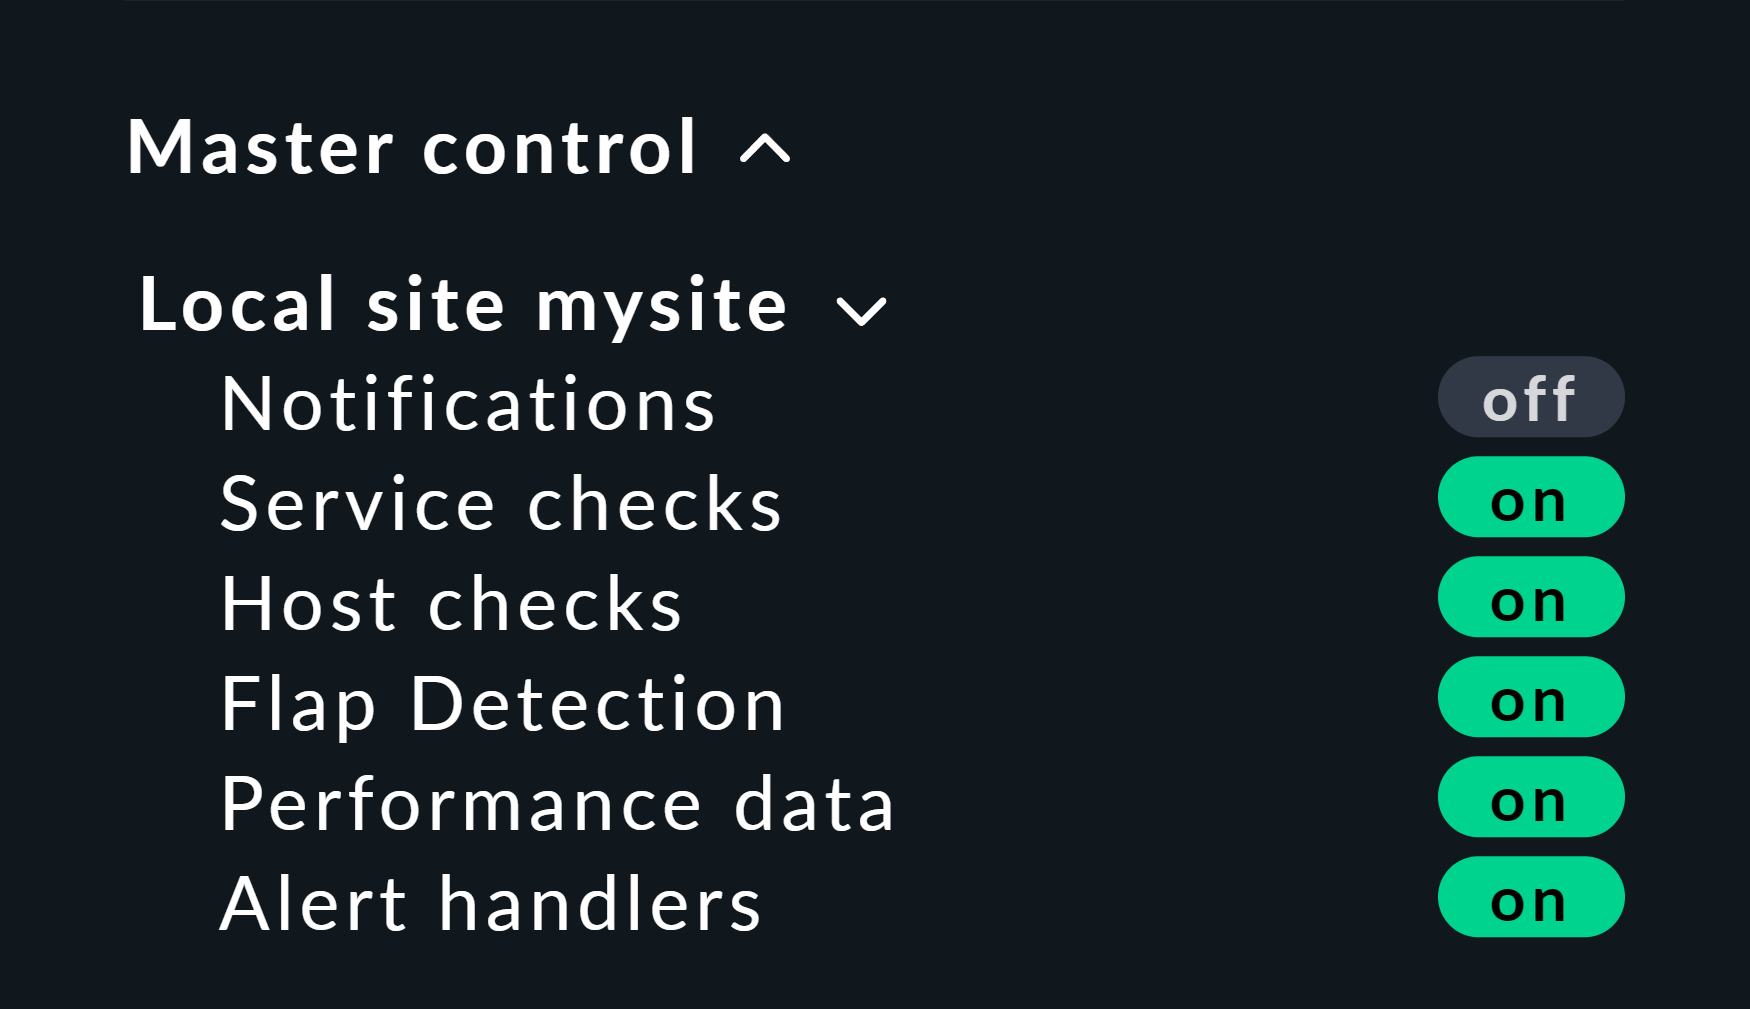 Master control
Local site mysite
Notifications off
Service checks on
Host checks on
Flap Detection on
Performance data on
Alert handlers on